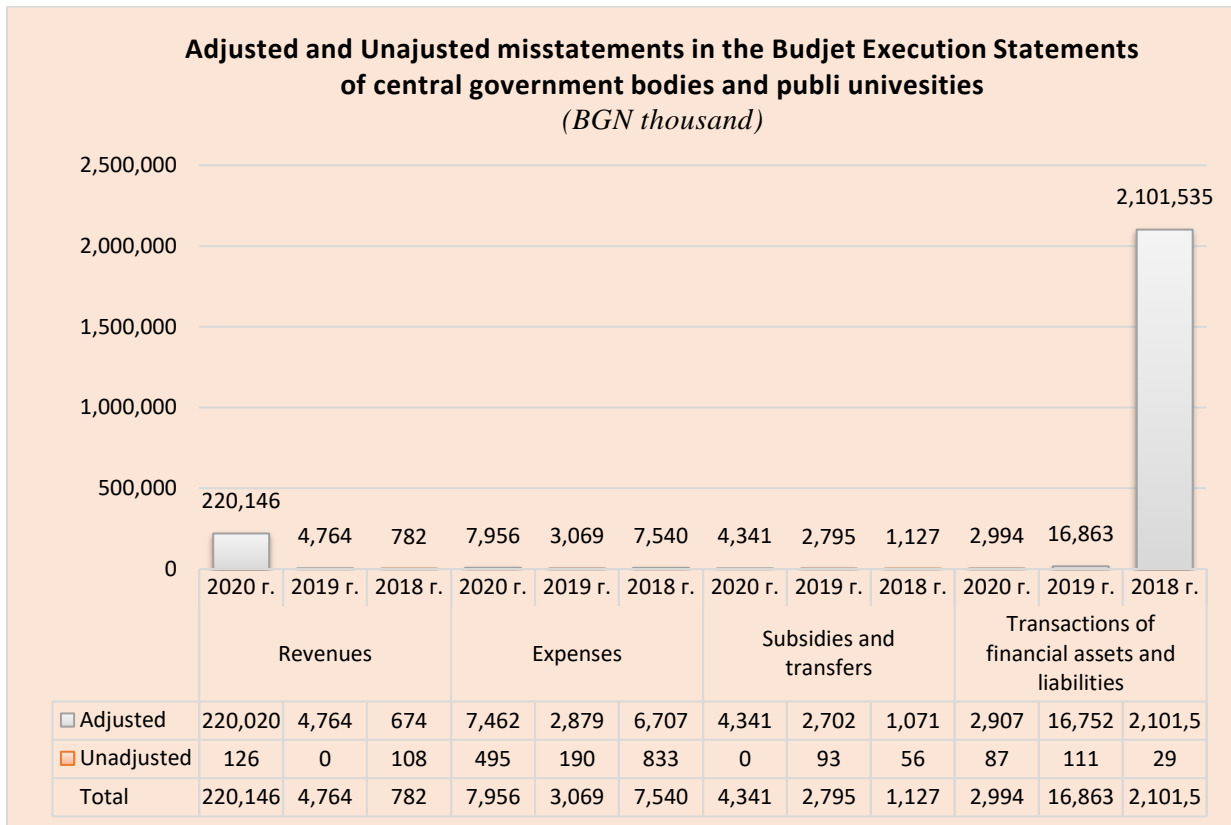 Adjusted and Unajusted misstatements in the Budjet Execution Statements
of central government bodies and publi univesities
(BGN thousand)
2,500,000
2,000,000
1,500,000
1,000,000
500,000
0
220,146 4,764 782 7,956 3,069 7,540 4,341 2,795 1,127 2,994 16,863 2,101,535
2020 r. 2019 r. 2018 r. 2020 r. 2019 r. 2018 r. 2020 r. 2019 r. 2018 r. 2020 r. 2019 r. 2018 r.
Revenues Expenses Subsidies and transfers Transactions of financial assets and liabilities
Adjusted 220,020 4,764 674 7,462 2,879 6,707 4,341 2,702 1,071 2,907 16,752 2,101,5
Unadjusted 126 0 108 495 190 833 0 93 56 87 111 29
Total 220,146 4,764 782 7,956 3,069 7,540 4,341 2,795 1,127 2,994 16,863 2,101,5